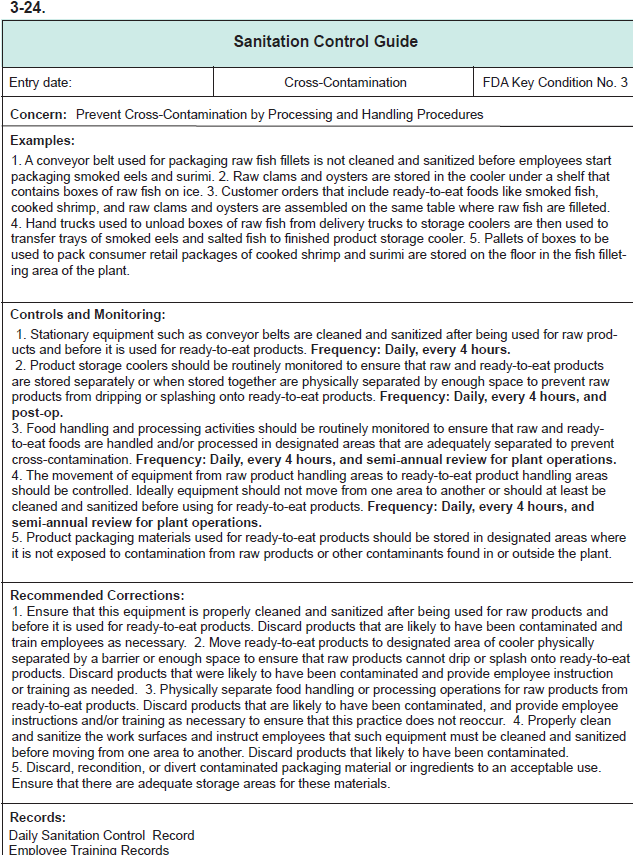 3-24.
Sanitation Control Guide
Entry date:
Cross-Contamination
FDA Key Condition No. 3
Concern: Prevent Cross-Contamination by Processing and Handling Procedures
Examples:
1. A conveyor belt used for packaging raw fish fillets is not cleaned and sanitized before employees start
packaging smoked eels and surimi. 2. Raw clams and oysters are stored in the cooler under a shelf that
contains boxes of raw fish on ice. 3. Customer orders that include ready-to-eat foods like smoked fish,
cooked shrimp, and raw clams and oysters are assembled on the same table where raw fish are filleted.
4. Hand trucks used to unload boxes of raw fish from delivery trucks to storage coolers are then used to
transfer trays of smoked eels and salted fish to finished product storage cooler. 5. Pallets of boxes to be
used to pack consumer retail packages of cooked shrimp and surimi are stored on the floor in the fish fillet-
ing area of the plant.
Controls and Monitoring:
1. Stationary equipment such as conveyor belts are cleaned and sanitized after being used for raw prod-
ucts and before it is used for ready-to-eat products. Frequency: Daily, every 4 hours.
2. Product storage coolers should be routinely monitored to ensure that raw and ready-to-eat products
are stored separately or when stored together are physically separated by enough space to prevent raw
products from dripping or splashing onto ready-to-eat products. Frequency: Daily, every 4 hours, and
post-op.
3. Food handling and processing activities should be routinely monitored to ensure that raw and ready-
to-eat foods are handled and/or processed in designated areas that are adequately separated to prevent
cross-contamination. Frequency: Daily, every 4 hours, and semi-annual review for plant operations.
4. The movement of equipment from raw product handling areas to ready-to-eat product handling areas
should be controlled. Ideally equipment should not move from one area to another or should at least be
cleaned and sanitized before using for ready-to-eat products. Frequency: Daily, every 4 hours, and
semi-annual review for plant operations.
5. Product packaging materials used for ready-to-eat products should be stored in designated areas where
it is not exposed to contamination from raw products or other contaminants found in or outside the plant.
Recommended Corrections:
1. Ensure that this equipment is properly cleaned and sanitized after being used for raw products and
before it is used for ready-to-eat products. Discard products that are likely to have been contaminated and
train employees as necessary. 2. Move ready-to-eat products to designated area of cooler physically
separated by a barrier or enough space to ensure that raw products cannot drip or splash onto ready-to-eat
products. Discard products that were likely to have been contaminated and provide employee instruction
or training as needed. 3. Physically separate food handling or processing operations for raw products from
ready-to-eat products. Discard products that are likely to have been contaminated, and provide employee
instructions and/or training as necessary to ensure that this practice does not reoccur. 4. Properly clean
and sanitize the work surfaces and instruct employees that such equipment must be cleaned and sanitized
before moving from one area to another. Discard products that likely to have been contaminated.
5. Discard, recondition, or divert contaminated packaging material or ingredients to an acceptable use.
Ensure that there are adequate storage areas for these materials.
Records:
Daily Sanitation Control Record
Employee Training Records